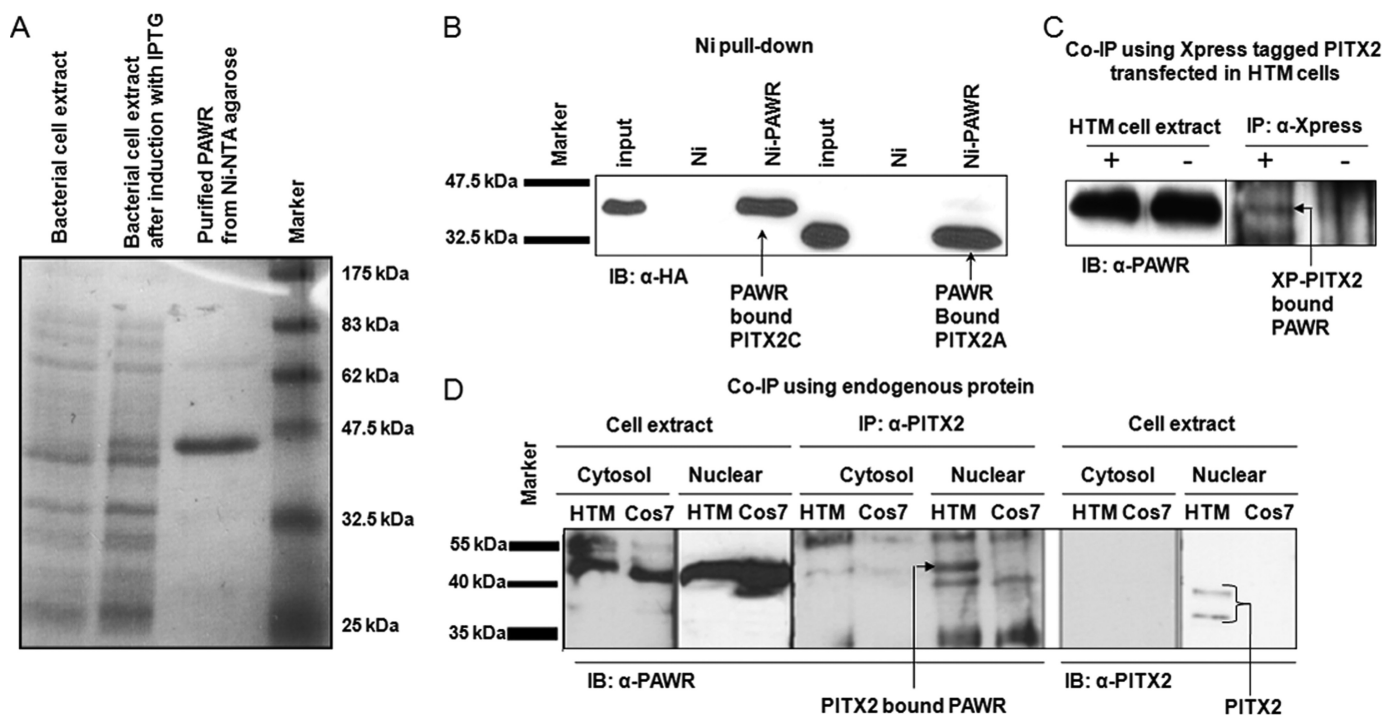 A
Bacterial cell extract
Bacterial cell extract
after induction with IPTG
Purified PAWR
from Ni-NTA agarose
Marker
175 kDa
83 kDa
62 kDa
47.5 kDa
32.5 kDa
25 kDa
B
Ni pull-down
Marker
input
Ni
Ni-PAWR
input
Ni
Ni-PAWR
47.5 kDa
32.5 kDa
IB: α-HA
PAWR
bound
PITX2C
PAWR
Bound
PITX2A
C
Co-IP using Xpress tagged PITX2
transfected in HTM cells
HTM cell extract
IP: α-Xpress
+ - + -
IB: α-PAWR
XP-PITX2
bound
PAWR
D
Co-IP using endogenous protein
Marker
Cell extract
IP: α-PITX2
Cell extract
Cytosol Nuclear Cytosol Nuclear Cytosol Nuclear
HTM Cos7 HTM Cos7 HTM Cos7 HTM Cos7 HTM Cos7 HTM Cos7
55 kDa
40 kDa
35 kDa
IB: α-PAWR
PITX2 bound PAWR
IB: α-PITX2
PITX2